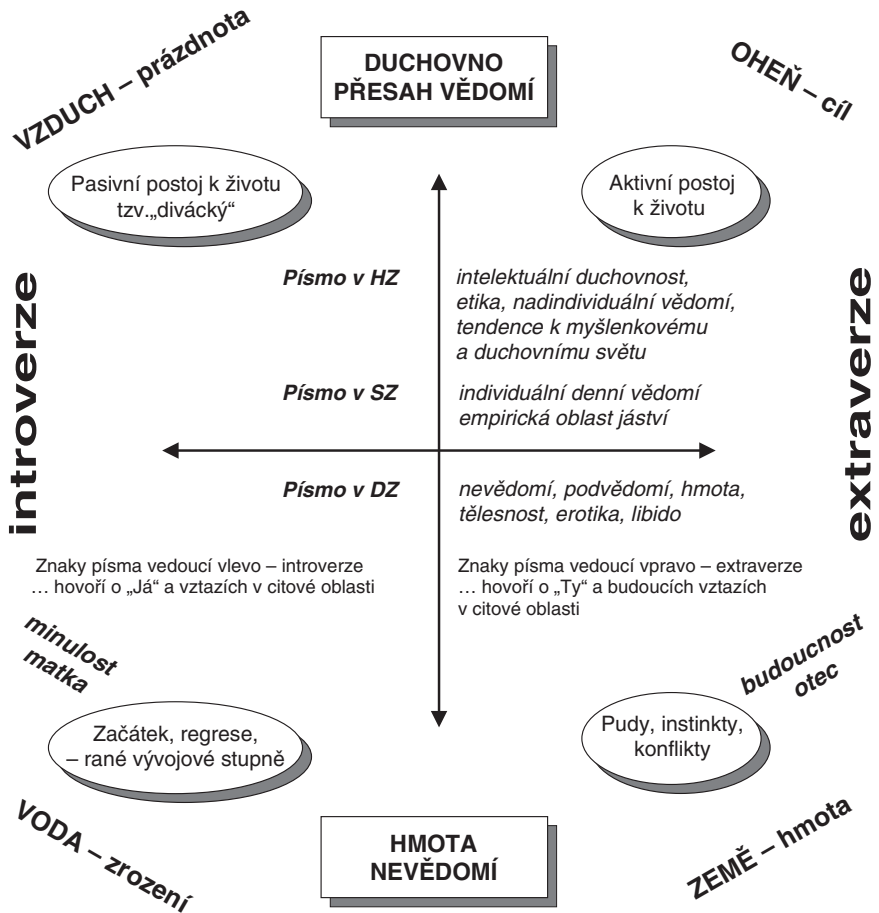 VZDUCH – prázdnota
DUCHOVNO
PŘESAH VĚDOMÍ
OHEŇ – cíl
Pasivní postoj k životu
tzv.„divácký“
Aktivní postoj
k životu
introverze
extraverze
Písmo v HZ
intelektuální duchovnost,
etika, nadindividuální vědomí,
tendence k myšlenkovému
a duchovnímu světu
Písmo v SZ
individuální denní vědomí
empirická oblast jáství
Písmo v DZ
nevědomí, podvědomí, hmota,
tělesnost, erotika, libido
Znaky písma vedoucí vlevo – introverze
… hovoří o „Já“ a vztazích v citové oblasti
Znaky písma vedoucí vpravo – extraverze
… hovoří o „Ty“ a budoucích vztazích
v citové oblasti
minulost
matka
budoucnost
otec
Začátek, regrese,
– rané vývojové stupně
Pudy, instinkty,
konflikty
VODA – zrození
HMOTA
NEVĚDOMÍ
ZEMĚ – hmota